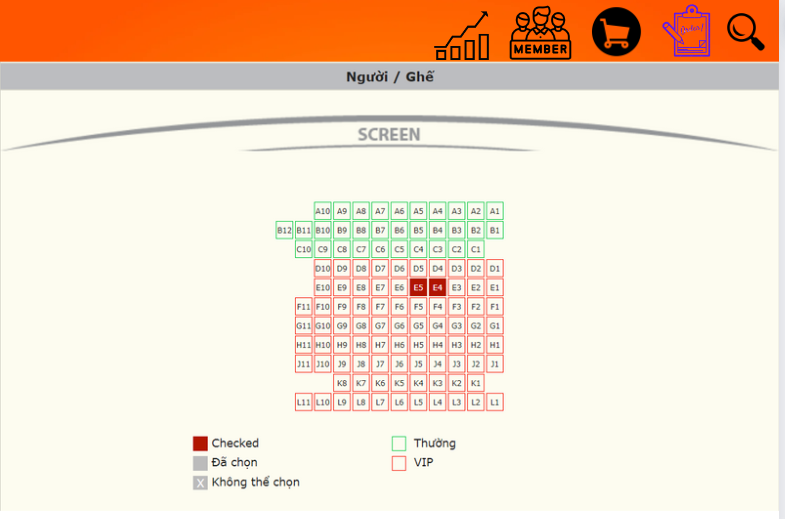 MEMBER
Người / Ghế
SCREEN
A10 A9 A8 A7 A6 A5 A4 A3 A2 A1
B12 B11 B10 B9 B8 B7 B6 B5 B4 B3 B2 B1
C10 C9 C8 C7 C6 C5 C4 C3 C2 C1
D10 D9 D8 D7 D6 D5 D4 D3 D2 D1
E10 E9 E8 E7 E6 E5 E4 E3 E2 E1
F11 F10 F9 F8 F7 F6 F5 F4 F3 F2 F1
G11 G10 G9 G8 G7 G6 G5 G4 G3 G2 G1
H11 H10 H9 H8 H7 H6 H5 H4 H3 H2 H1
J11 J10 J9 J8 J7 J6 J5 J4 J3 J2 J1
K8 K7 K6 K5 K4 K3 K2 K1
L11 L10 L9 L8 L7 L6 L5 L4 L3 L2 L1
Checked Thường
Đã chọn VIP
X Không thể chọn